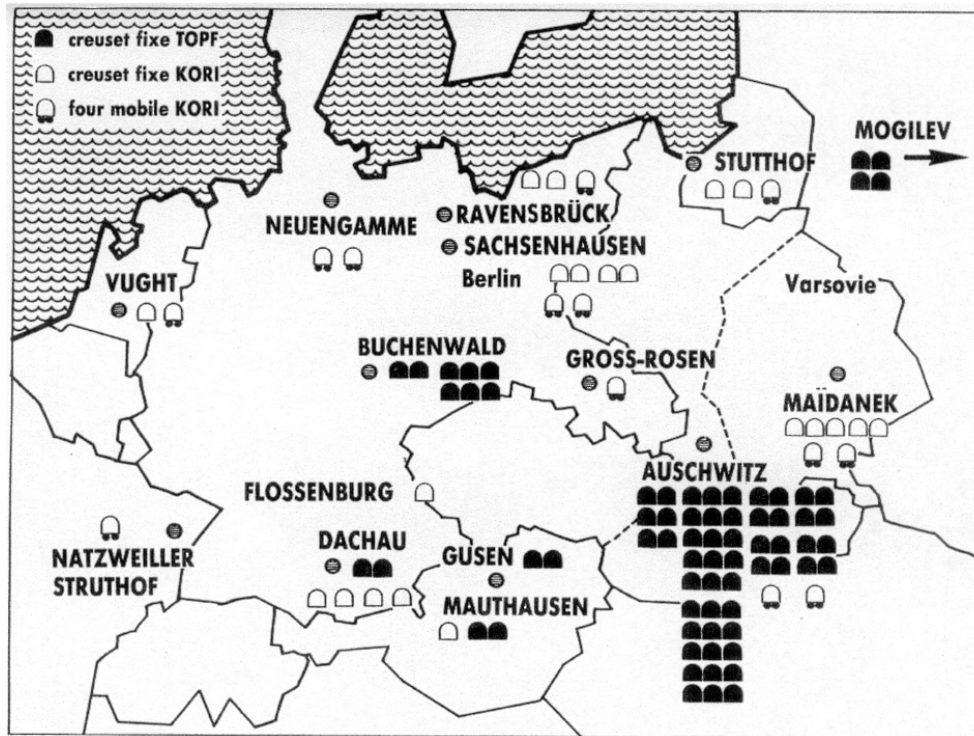 creuset fixe TOPF
creuset fixe KORI
four mobile KORI
MOGILEV
STUTTHOF
NEUENGAMME
RAVENSBRÜCK
SACHSENHAUSEN
Berlin
VUGHT
Varsovie
BUCHENWALD
GROSS-ROSEN
MAÏDANEK
AUSCHWITZ
FLOSSENBURG
NATZWEILLER
STRUTHOF
DACHAU
GUSEN
MAUTHAUSEN